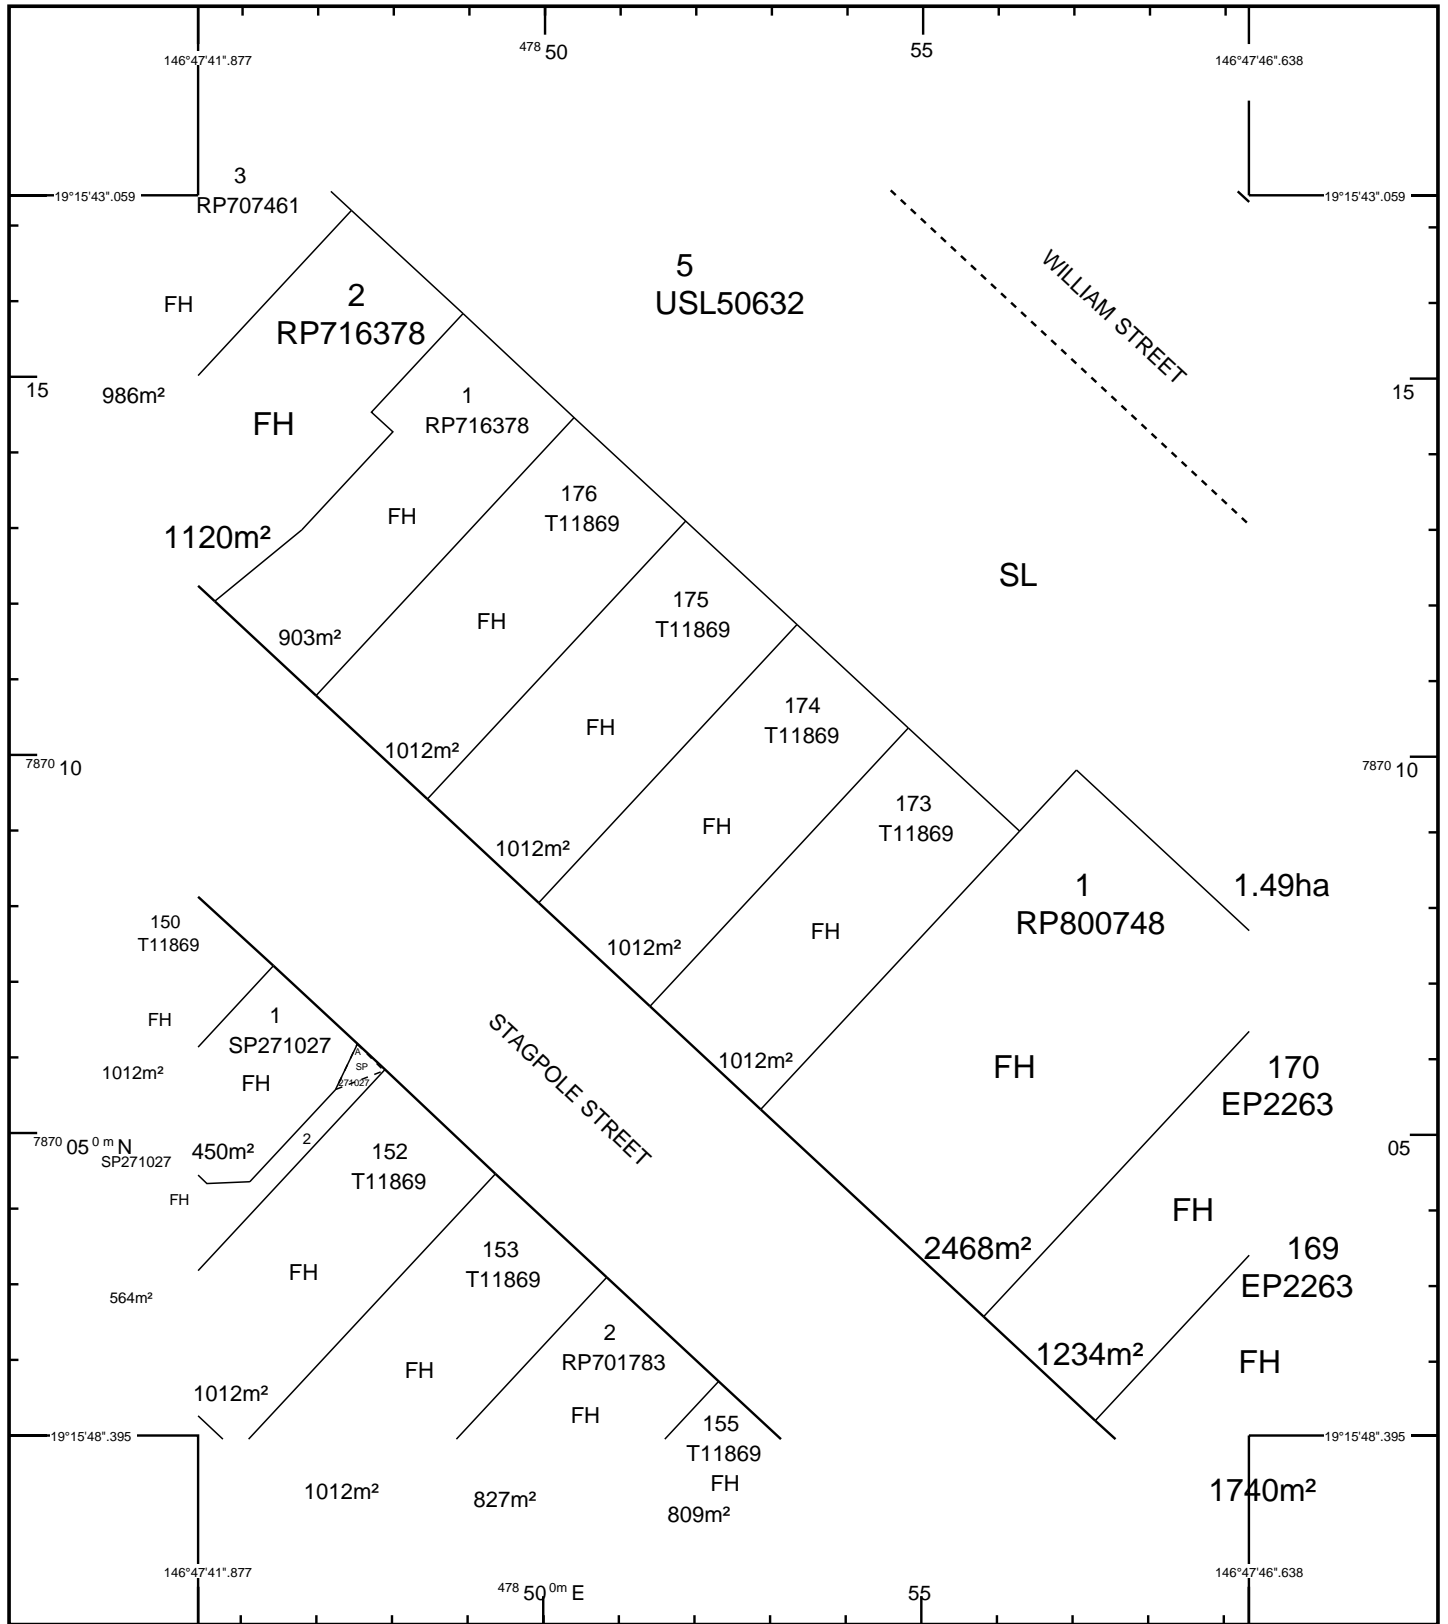 478 50
55
146°47'41".877
146°47'46".638
19°15'43".059
19°15'43".059
3
RP707461
FH
986m²
2
RP716378
FH
1120m²
5
USL50632
WILLIAM STREET
SL
1.49ha
15
15
1
RP716378
FH
903m²
176
T11869
FH
1012m²
175
T11869
FH
1012m²
174
T11869
FH
1012m²
173
T11869
FH
1012m²
7870 10
7870 10
1
RP800748
FH
2468m²
150
T11869
FH
1012m²
1
SP271027
FH
450m²
A
SP
271027
STAGPOLE STREET
170
EP2263
FH
1234m²
7870 05 0 m N
05
2
SP271027
FH
564m²
152
T11869
FH
1012m²
153
T11869
FH
1012m²
169
EP2263
FH
1740m²
2
RP701783
FH
827m²
155
T11869
FH
809m²
19°15'48".395
19°15'48".395
146°47'41".877
146°47'46".638
478 50 0m E
55